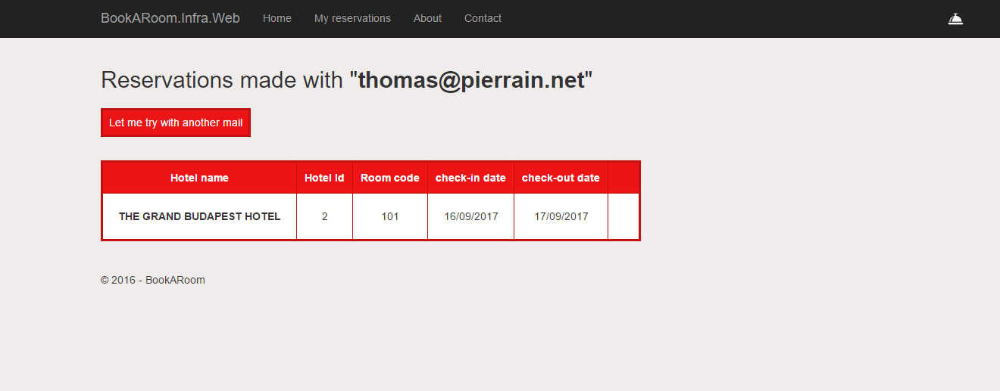 BookARoom.Infra.Web Home My reservations About Contact
Reservations made with "thomas@pierrain.net"
Let me try with another mail
Hotel name Hotel Id Room code check-in date check-out date
THE GRAND BUDAPEST HOTEL 2 101 16/09/2017 17/09/2017
© 2016 - BookARoom